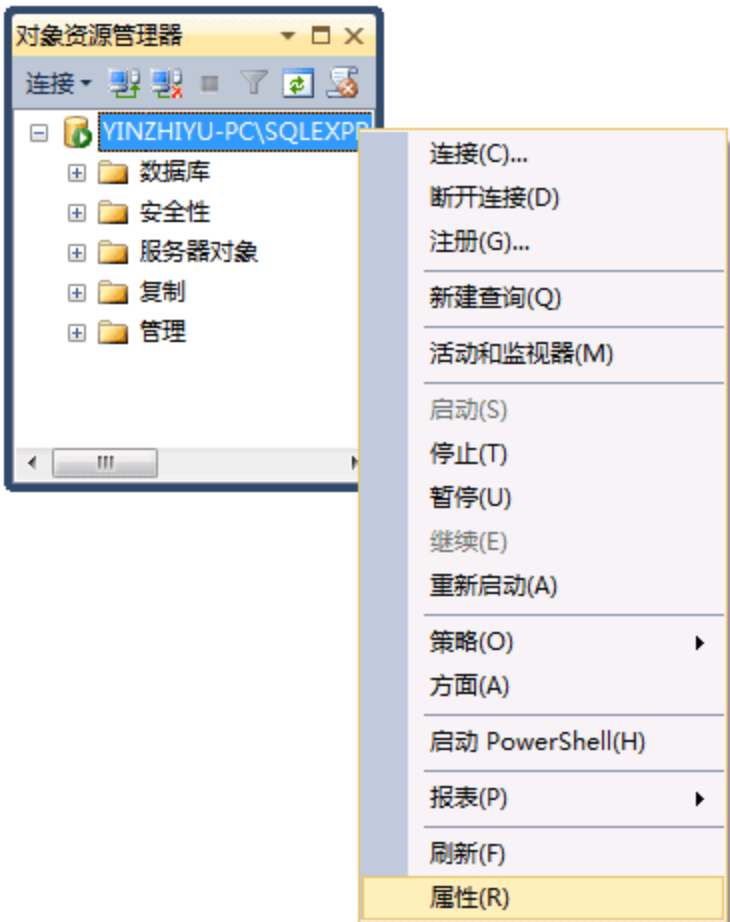 对象资源管理器
连接
YINZHIYU-PC\SQLEXPR
数据库
安全性
服务器对象
复制
管理
连接(C)...
断开连接(D)
注册(G)...
新建查询(Q)
活动和监视器(M)
启动(S)
停止(T)
暂停(U)
继续(E)
重新启动(A)
策略(O)
方面(A)
启动 PowerShell(H)
报表(P)
刷新(F)
属性(R)